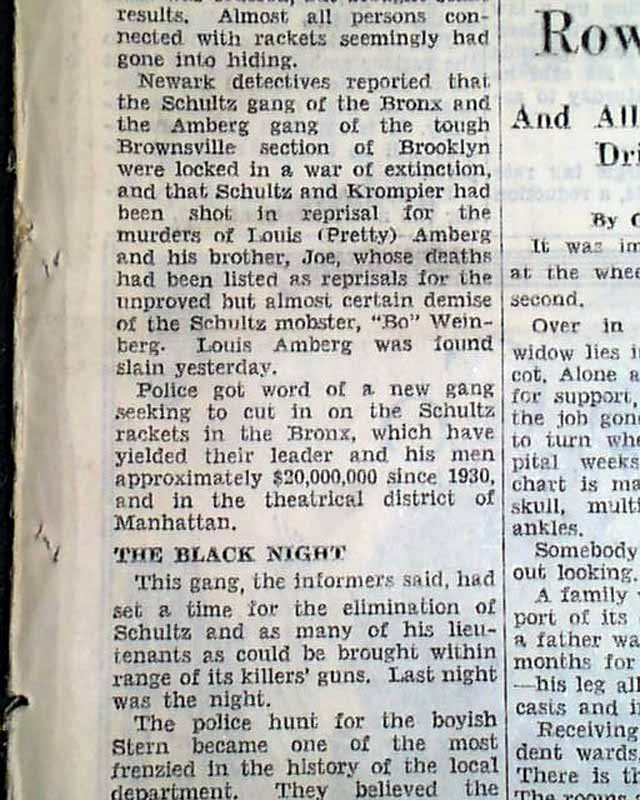 results. Almost all persons con-
nected with rackets seemingly had
gone into hiding.
Newark detectives reported that
the Schultz gang of the Bronx and
the Amberg gang of the tough
Brownsville section of Brooklyn
were locked in a war of extinction,
and that Schultz and Krompier had
been shot in reprisal for the
murders of Louis (Pretty) Amberg
and his brother, Joe, whose deaths
had been listed as reprisals for the
unproved but almost certain demise
of the Schultz mobster, "Bo" Wein-
berg. Louis Amberg was found
slain yesterday.
Police got word of a new gang
seeking to cut in on the Schultz
rackets in the Bronx, which have
yielded their leader and his men
approximately $20,000,000 since 1930,
and in the theatrical district of
Manhattan.
THE BLACK NIGHT
This gang, the informers said, had
set a time for the elimination of
Schultz and as many of his lieu-
tenants as could be brought within
range of its killers' guns. Last night
was the night.
The police hunt for the boyish
Stern became one of the most
frenzied in the history of the local
department. They believed the
Row
And All
Dri
By
It was im
at the whee
second.
Over in
widow lies i
cot. Alone a
for support,
the job gon
to turn whe
pital weeks
chart is ma
skull, multi
ankles.
Somebody
out looking.
A family
port of its
a father wa
months for
—his leg all
casts and i
Receiving
dent wards,
There is th
The rooms